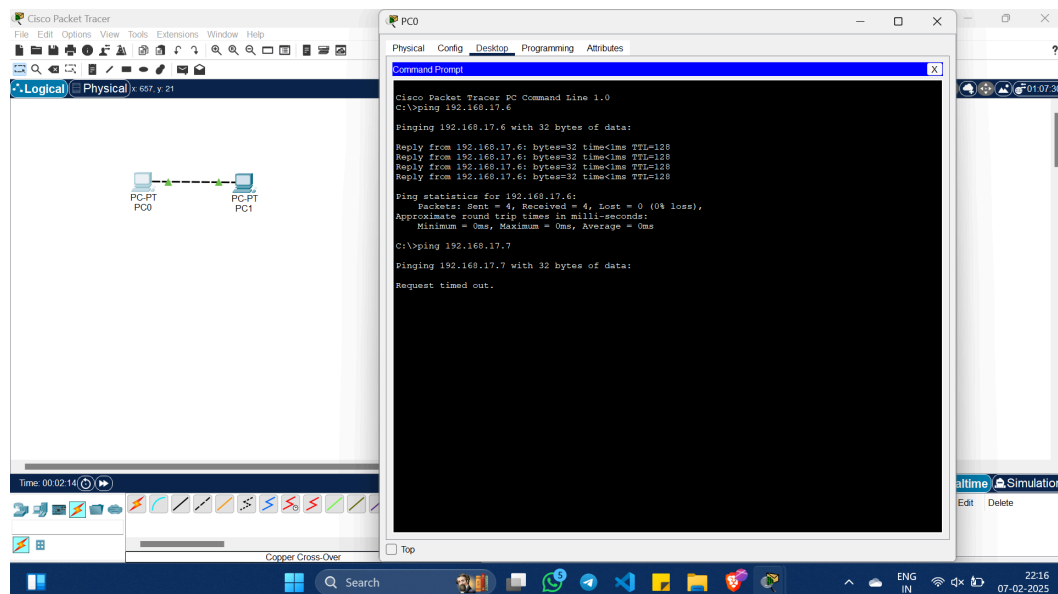 Cisco Packet Tracer
File Edit Options View Tools Extensions Window Help
Logical Physical x: 657, y: 21
PC-PT
PC0
PC-PT
PC1
Time: 00:02:14
Copper Cross-Over
PC0
Physical Config Desktop Programming Attributes
Command Prompt
X
Cisco Packet Tracer PC Command Line 1.0
C:\>ping 192.168.17.6
Pinging 192.168.17.6 with 32 bytes of data:
Reply from 192.168.17.6: bytes=32 time<1ms TTL=128
Reply from 192.168.17.6: bytes=32 time<1ms TTL=128
Reply from 192.168.17.6: bytes=32 time<1ms TTL=128
Reply from 192.168.17.6: bytes=32 time<1ms TTL=128
Ping statistics for 192.168.17.6:
Packets: Sent = 4, Received = 4, Lost = 0 (0% loss),
Approximate round trip times in milli-seconds:
Minimum = 0ms, Maximum = 0ms, Average = 0ms
C:\>ping 192.168.17.7
Pinging 192.168.17.7 with 32 bytes of data:
Request timed out.
Top
?
01:07:30
altime Simulation
Edit Delete
Search
5
ENG
IN
22:16
07-02-2025